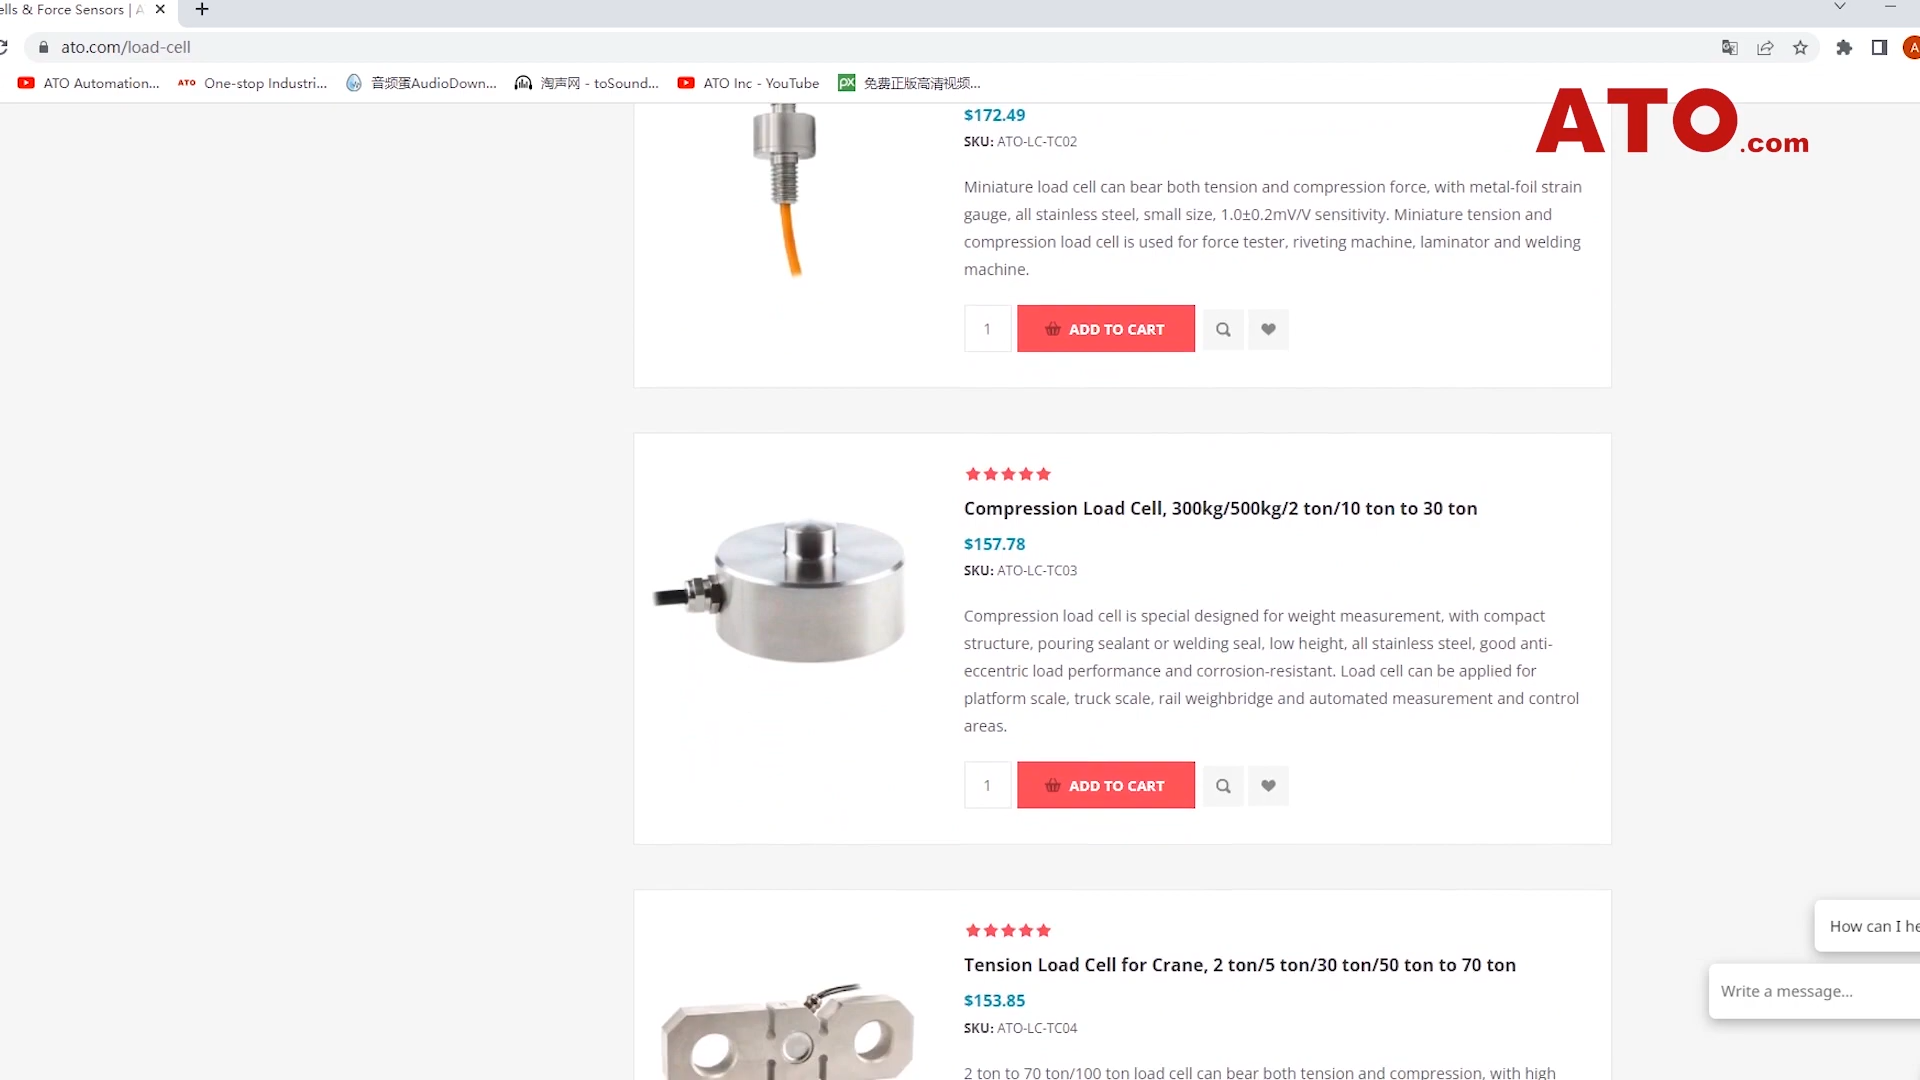 ells & Force Sensors | A
ato.com/load-cell
ATO Automation... ATO One-stop Industri... 音频蛋AudioDown... 淘声网 - toSound... ATO Inc - YouTube px 免费正版高清视频...
ATO.com
$172.49
SKU: ATO-LC-TC02
Miniature load cell can bear both tension and compression force, with metal-foil strain
gauge, all stainless steel, small size, 1.0±0.2mV/V sensitivity. Miniature tension and
compression load cell is used for force tester, riveting machine, laminator and welding
machine.
1 ADD TO CART
Compression Load Cell, 300kg/500kg/2 ton/10 ton to 30 ton
$157.78
SKU: ATO-LC-TC03
Compression load cell is special designed for weight measurement, with compact
structure, pouring sealant or welding seal, low height, all stainless steel, good anti-
eccentric load performance and corrosion-resistant. Load cell can be applied for
platform scale, truck scale, rail weighbridge and automated measurement and control
areas.
1 ADD TO CART
Tension Load Cell for Crane, 2 ton/5 ton/30 ton/50 ton to 70 ton
$153.85
SKU: ATO-LC-TC04
2 ton to 70 ton/100 ton load cell can bear both tension and compression, with high
How can I he
Write a message...